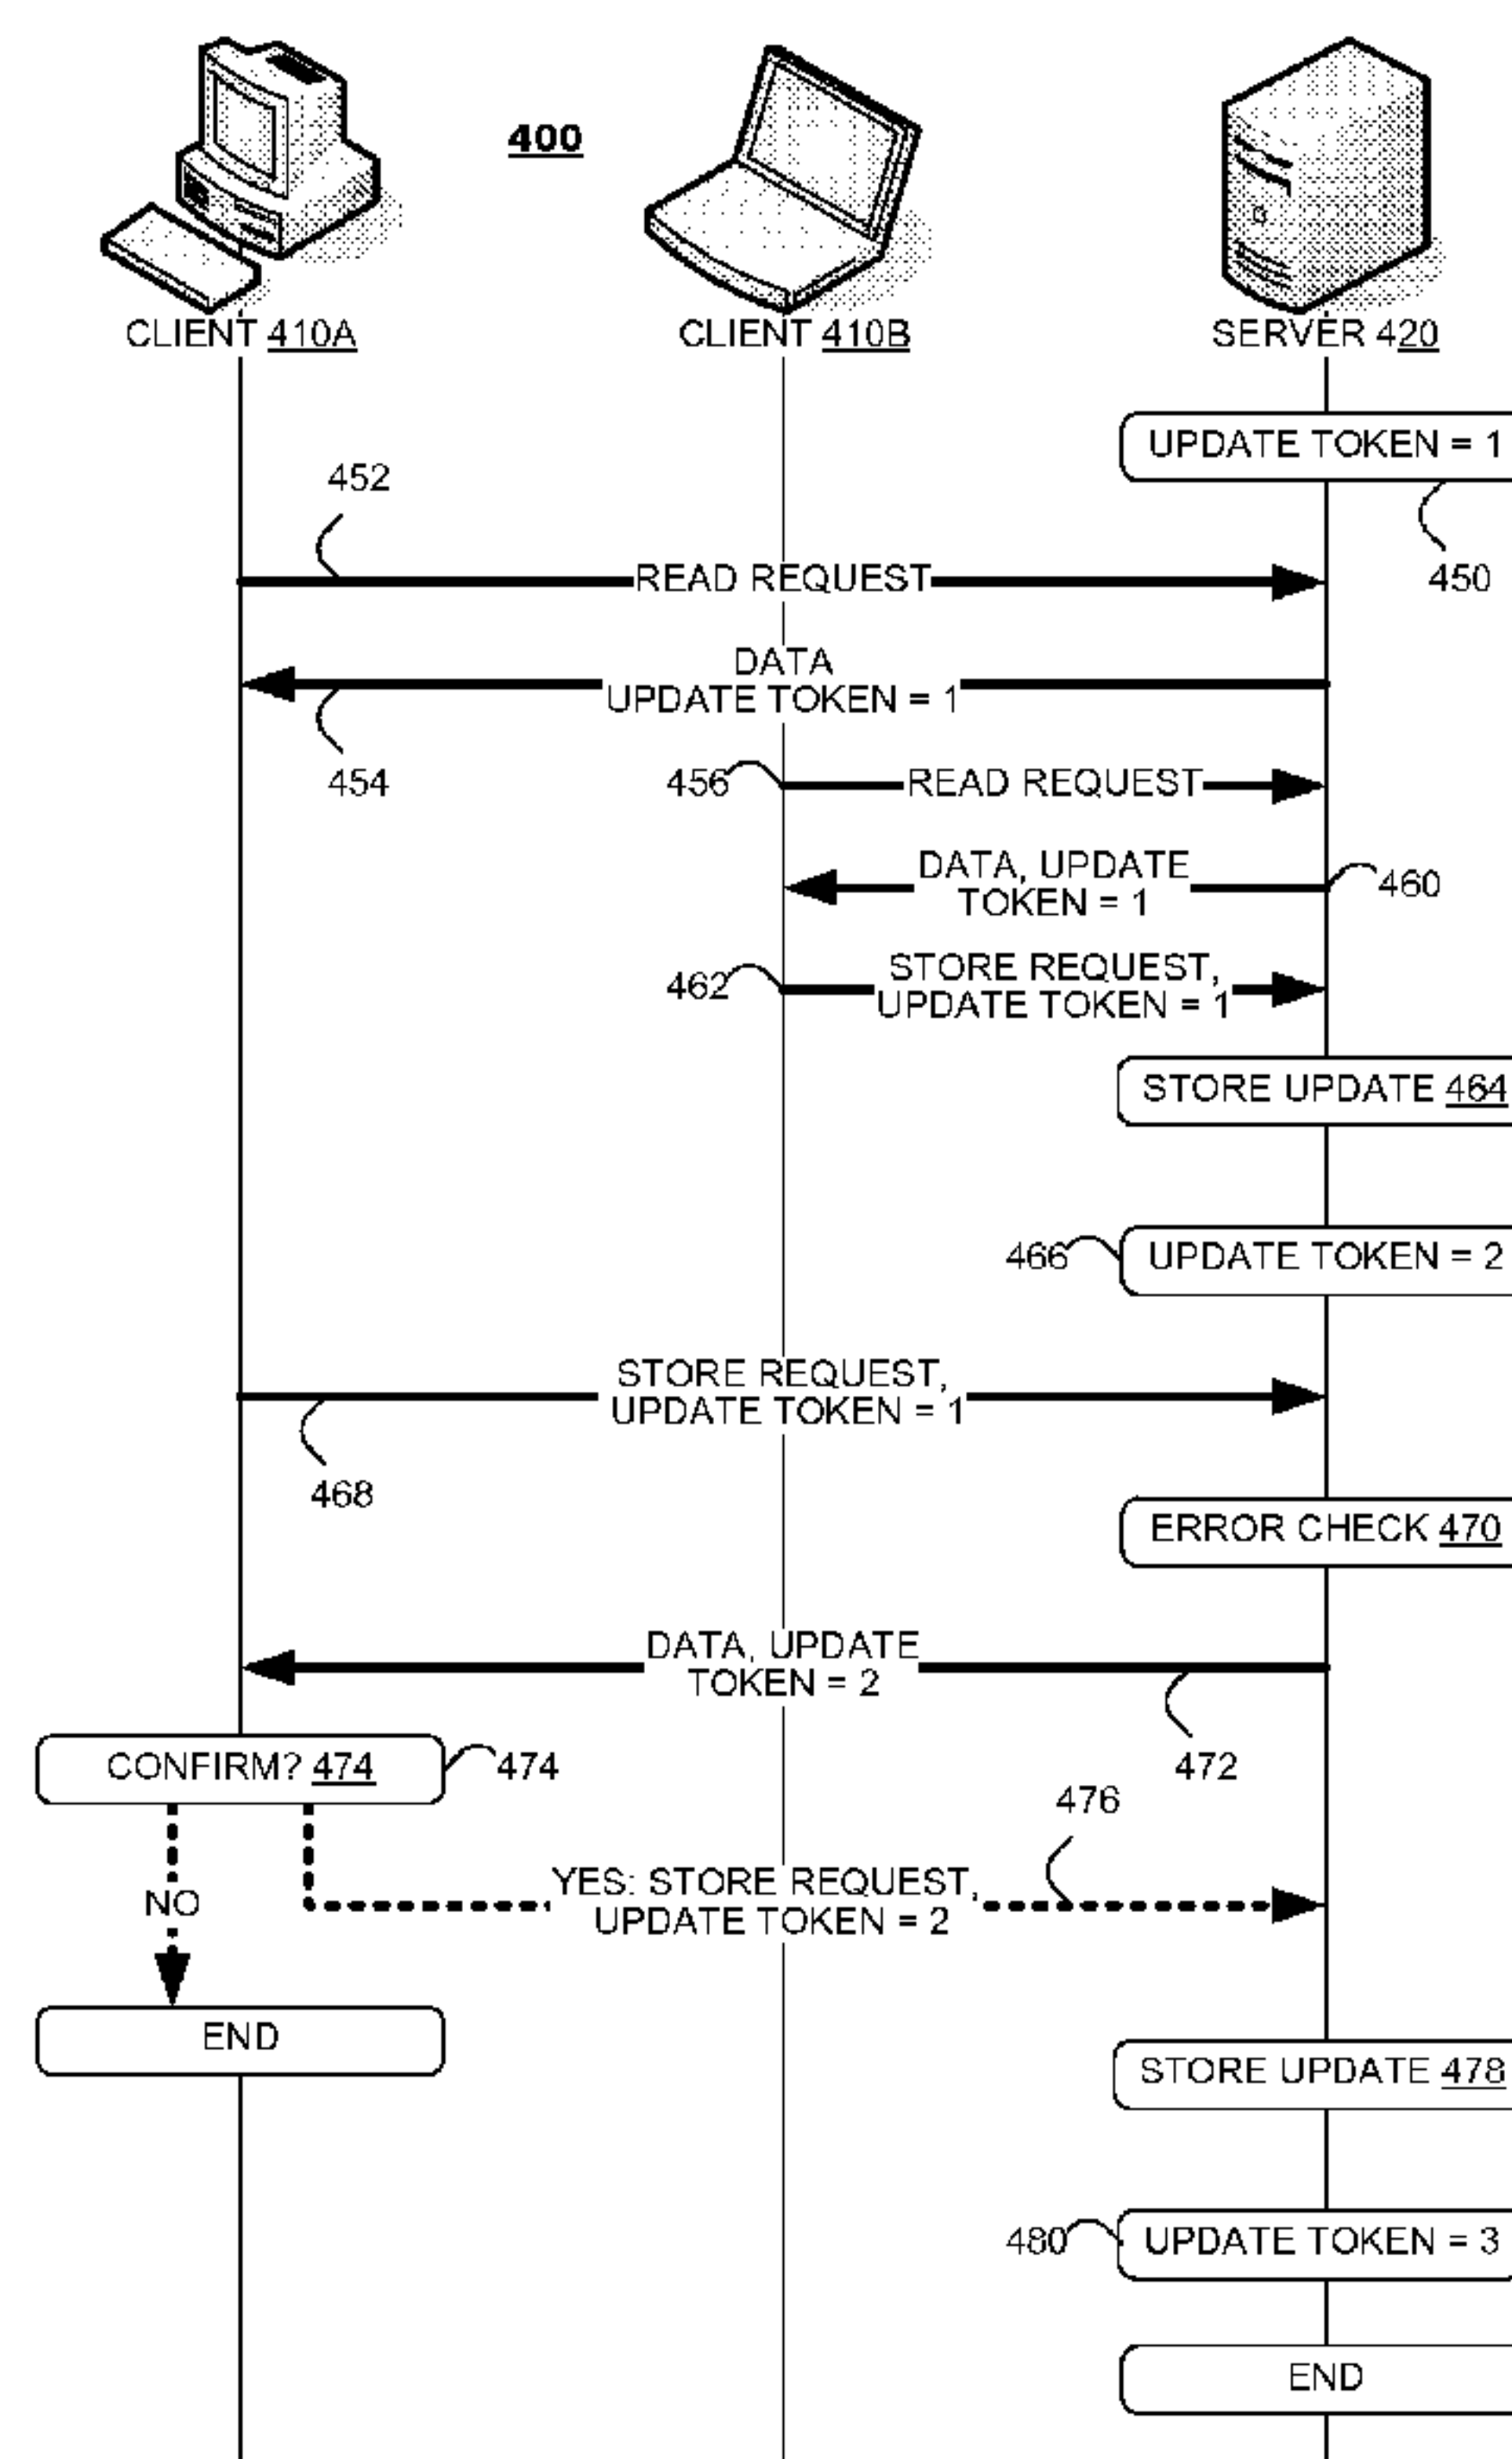 400
CLIENT 410A
CLIENT 410B
SERVER 420
UPDATE TOKEN = 1
450
452
READ REQUEST
DATA
UPDATE TOKEN = 1
454
456
READ REQUEST
DATA, UPDATE
TOKEN = 1
460
462
STORE REQUEST,
UPDATE TOKEN = 1
STORE UPDATE 464
466
UPDATE TOKEN = 2
STORE REQUEST,
UPDATE TOKEN = 1
468
ERROR CHECK 470
DATA, UPDATE
TOKEN = 2
472
CONFIRM? 474
474
476
YES: STORE REQUEST,
UPDATE TOKEN = 2
NO
END
STORE UPDATE 478
480
UPDATE TOKEN = 3
END